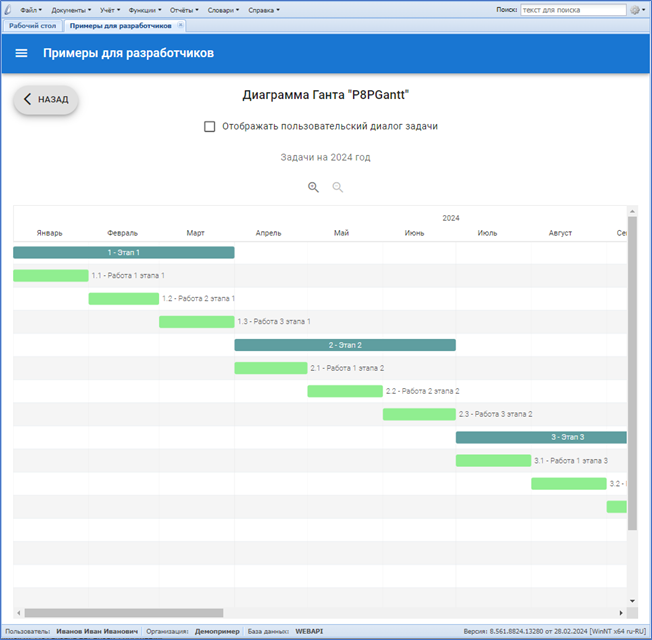 Файл Документы Учёт Функции Отчёты Словари Справка Поиск: текст для поиска
Рабочий стол Примеры для разработчиков
Примеры для разработчиков
НАЗАД
Диаграмма Ганта "P8PGantt"
Отображать пользовательский диалог задачи
Задачи на 2024 год
2024
Январь Февраль Март Апрель Май Июнь Июль Август
1 - Этап 1
1.1 - Работа 1 этапа 1
1.2 - Работа 2 этапа 1
1.3 - Работа 3 этапа 1
2 - Этап 2
2.1 - Работа 1 этапа 2
2.2 - Работа 2 этапа 2
2.3 - Работа 3 этапа 2
3 - Этап 3
3.1 - Работа 1 этапа 3
3.2 -
Пользователь: Иванов Иван Иванович Организация: Демопример База данных: WEBAPI Версия: 8.561.8824.13280 от 28.02.2024 [WinNT x64 ru-RU]